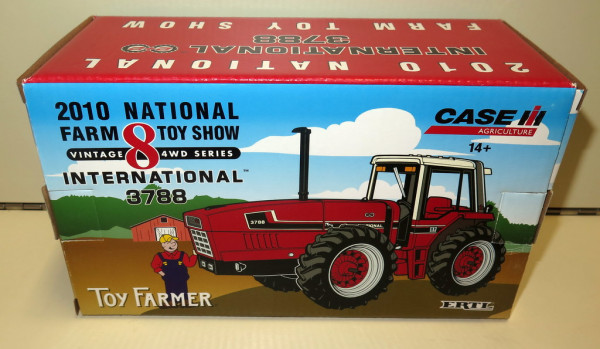 2010 NATIONAL
FARM TOY SHOW
INTERNATIONAL
3788
2010 NATIONAL
FARM 8 TOY SHOW
VINTAGE 4WD SERIES
INTERNATIONAL™
3788
CASE IH
AGRICULTURE
14+
3788
INTERNATIONAL
TOY FARMER
ERTL